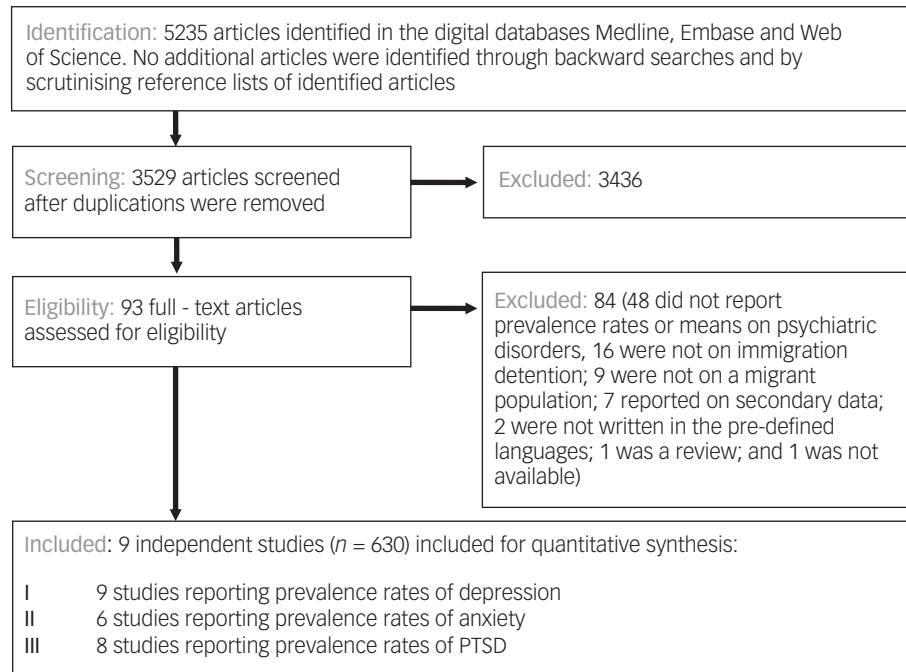 Identification: 5235 articles identified in the digital databases Medline, Embase and Web
of Science. No additional articles were identified through backward searches and by
scrutinising reference lists of identified articles
Screening: 3529 articles screened
after duplications were removed
Excluded: 3436
Eligibility: 93 full - text articles
assessed for eligibility
Excluded: 84 (48 did not report
prevalence rates or means on psychiatric
disorders, 16 were not on immigration
detention; 9 were not on a migrant
population; 7 reported on secondary data;
2 were not written in the pre-defined
languages; 1 was a review; and 1 was not
available)
Included: 9 independent studies (n = 630) included for quantitative synthesis:
I 9 studies reporting prevalence rates of depression
II 6 studies reporting prevalence rates of anxiety
III 8 studies reporting prevalence rates of PTSD